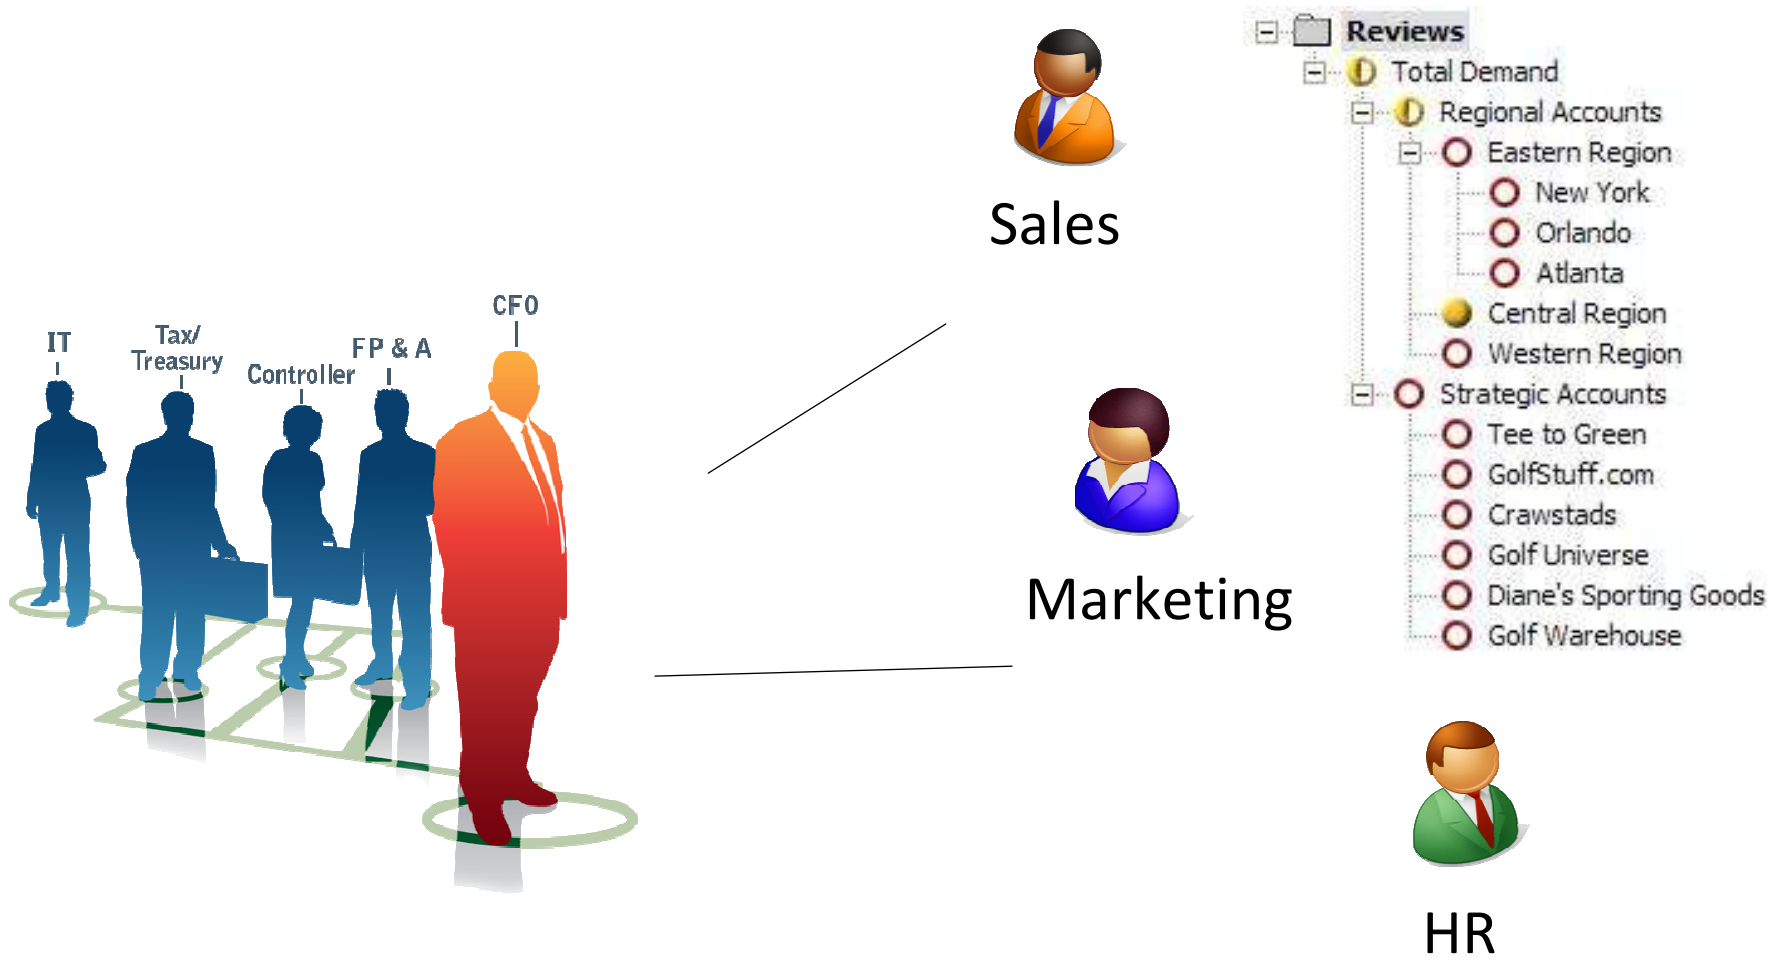 IT
Tax/
Treasury
Controller
FP & A
CFO
Sales
Marketing
HR
Reviews
Total Demand
Regional Accounts
Eastern Region
New York
Orlando
Atlanta
Central Region
Western Region
Strategic Accounts
Tee to Green
GolfStuff.com
Crawstads
Golf Universe
Diane's Sporting Goods
Golf Warehouse